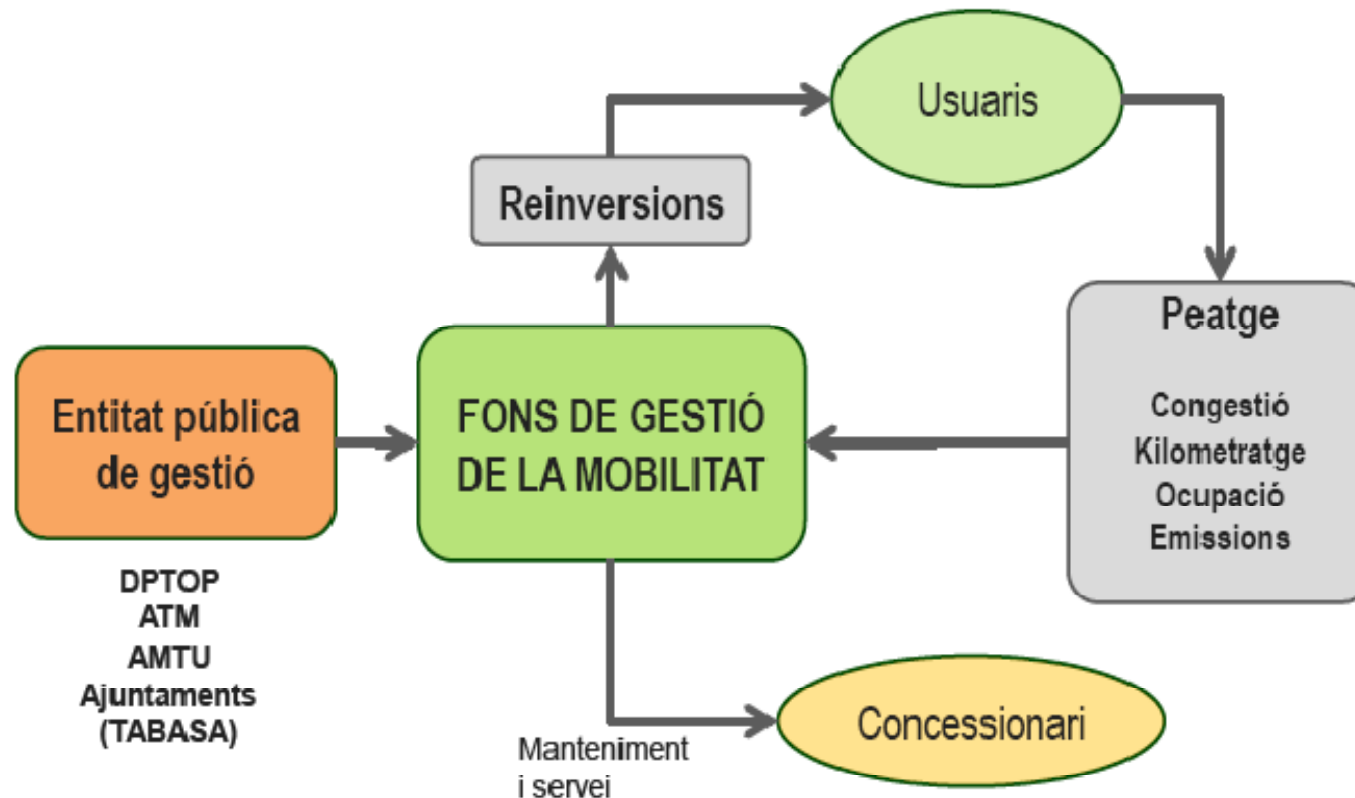 Usuaris
Reinversions
Peatge
Congestió
Kilometratge
Ocupació
Emissions
Entitat pública
de gestió
FONS DE GESTIÓ
DE LA MOBILITAT
DPTOP
ATM
AMTU
Ajuntaments
(TABASA)
Manteniment
i servei
Concessionari